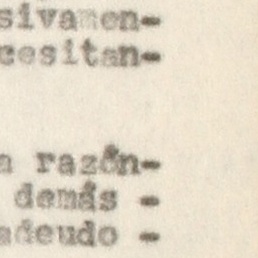 sivamen-
cesitan-
a razón-
demás -
adeudo -